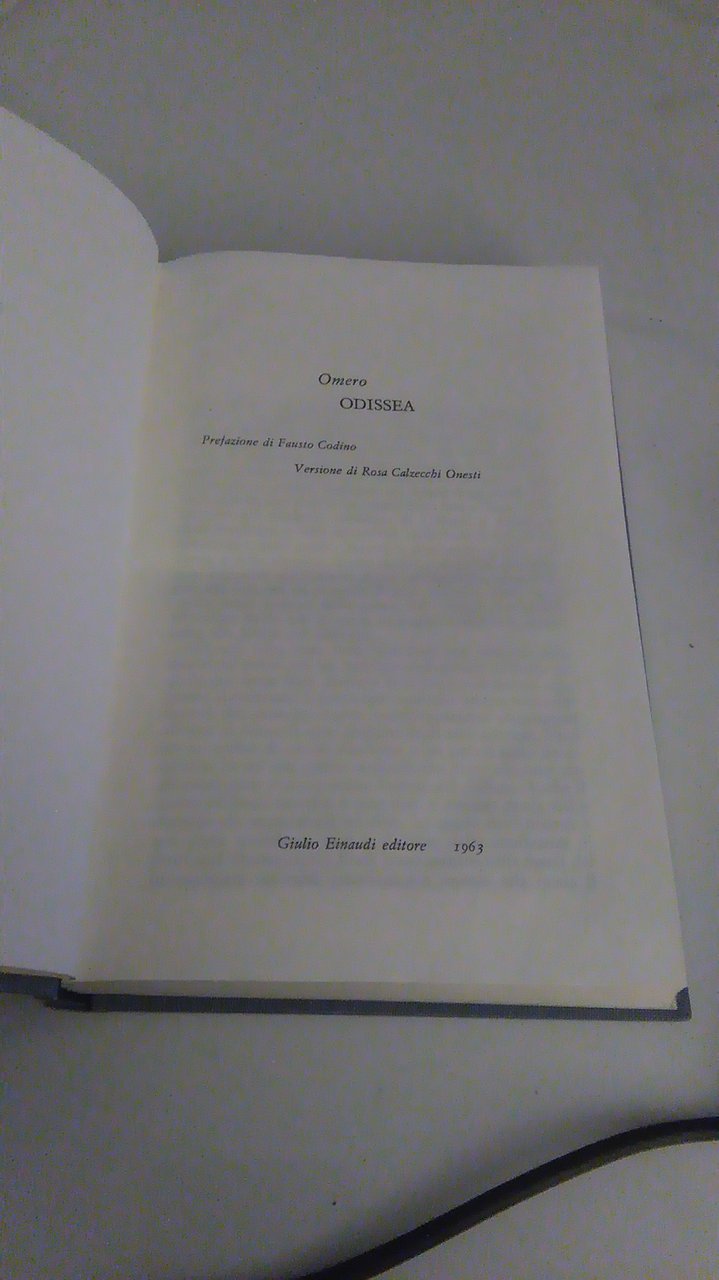 Omero
ODISSEA
Prefazione di Fausto Codino
Versione di Rosa Calzecchi Onesti
Giulio Einaudi editore 1963